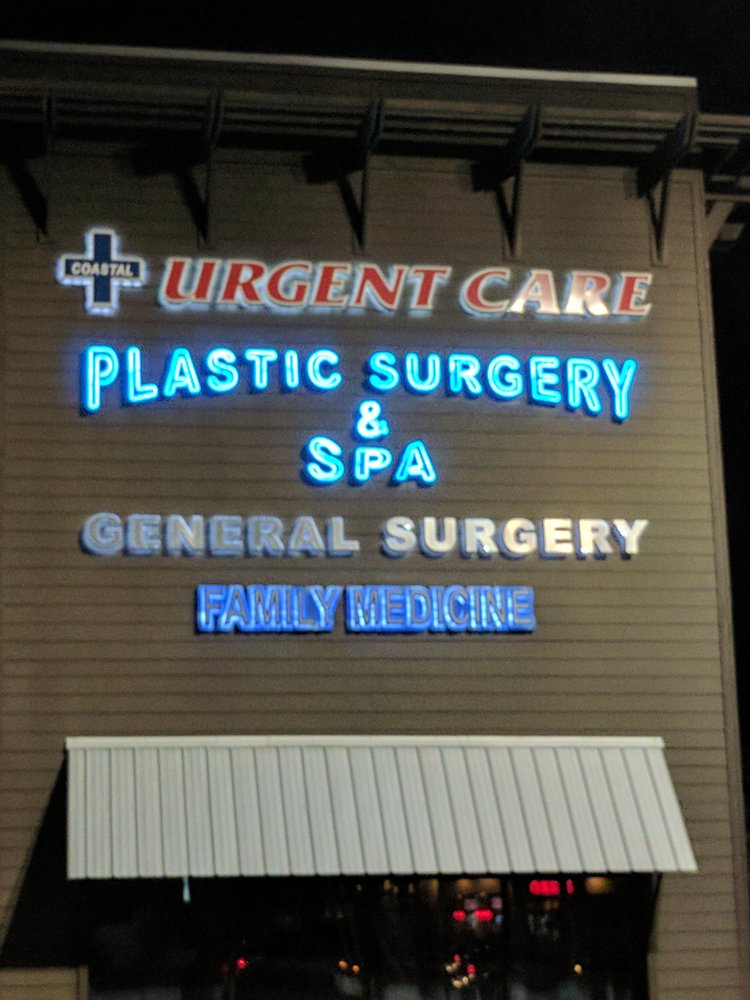 COASTAL URGENT CARE
PLASTIC SURGERY
&
SPA
GENERAL SURGERY
FAMILY MEDICINE